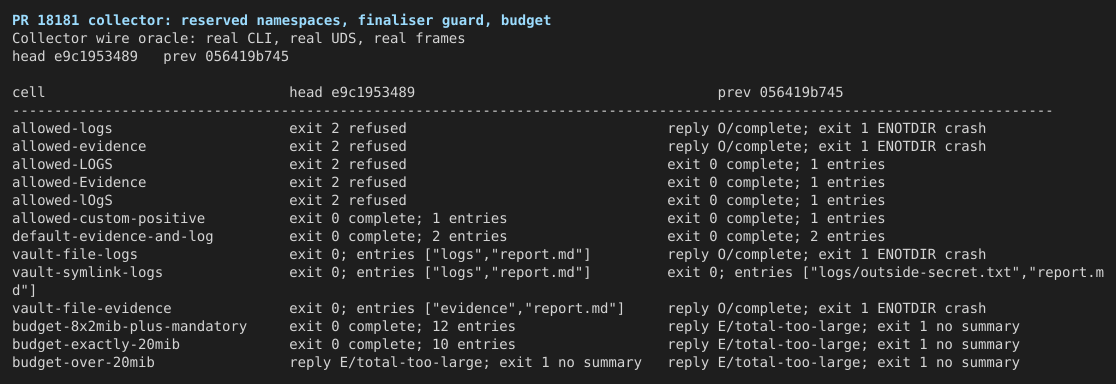 PR 18181 collector: reserved namespaces, finaliser guard, budget
Collector wire oracle: real CLI, real UDS, real frames
head e9c1953489   prev 056419b745
cell   head e9c1953489   prev 056419b745
--------------------------------------------------------------------------------------------------------------------------------
allowed-logs   exit 2 refused   reply O/complete; exit 1 ENOTDIR crash
allowed-evidence   exit 2 refused   reply O/complete; exit 1 ENOTDIR crash
allowed-LOGS   exit 2 refused   exit 0 complete; 1 entries
allowed-Evidence   exit 2 refused   exit 0 complete; 1 entries
allowed-lOgS   exit 2 refused   exit 0 complete; 1 entries
allowed-custom-positive   exit 0 complete; 1 entries   exit 0 complete; 1 entries
default-evidence-and-log   exit 0 complete; 2 entries   exit 0 complete; 2 entries
vault-file-logs   exit 0; entries ["logs","report.md"]   reply O/complete; exit 1 ENOTDIR crash
vault-symlink-logs   exit 0; entries ["logs","report.md"]   exit 0; entries ["logs/outside-secret.txt","report.m
d"]
vault-file-evidence   exit 0; entries ["evidence","report.md"]   reply O/complete; exit 1 ENOTDIR crash
budget-8x2mib-plus-mandatory   exit 0 complete; 12 entries   reply E/total-too-large; exit 1 no summary
budget-exactly-20mib   exit 0 complete; 10 entries   reply E/total-too-large; exit 1 no summary
budget-over-20mib   reply E/total-too-large; exit 1 no summary   reply E/total-too-large; exit 1 no summary